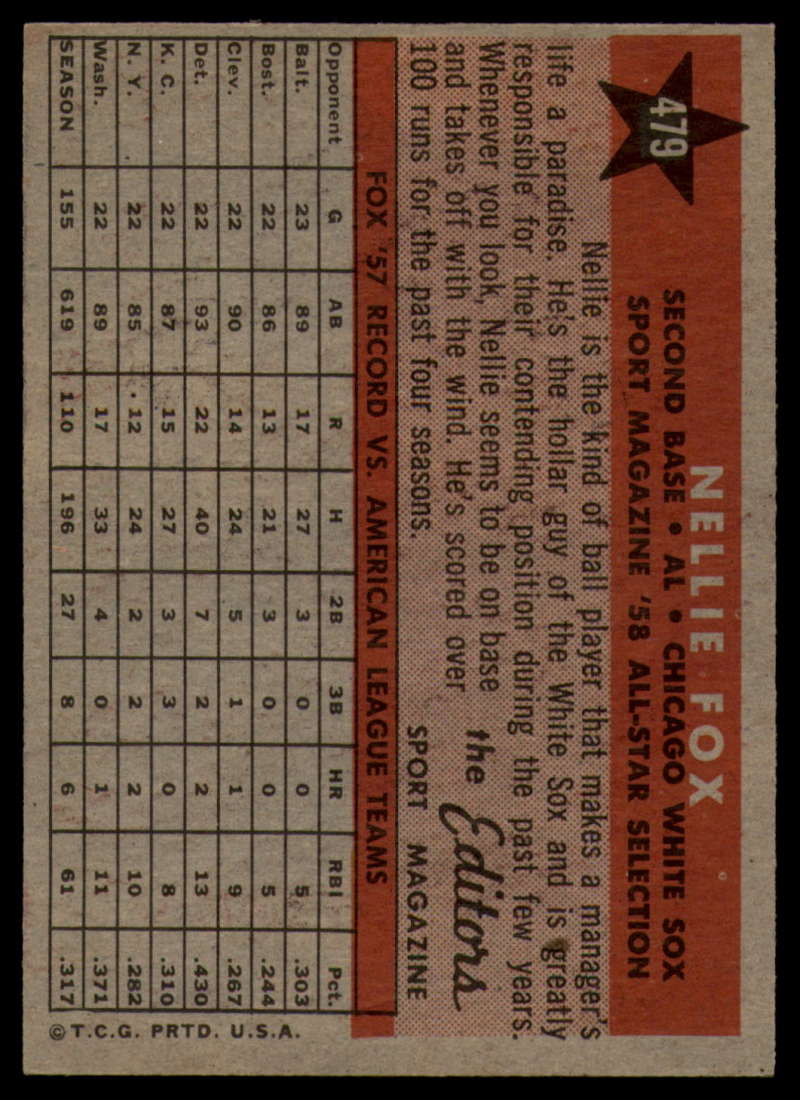 479
NELLIE FOX
SECOND BASE • AL • CHICAGO WHITE SOX
SPORT MAGAZINE '58 ALL-STAR SELECTION
Nellie is the kind of ball player that makes a manager's
life a paradise. He's the hollar guy of the White Sox and is greatly
responsible for their contending position during the past few years.
Whenever you look, Nellie seems to be on base
and takes off with the wind. He's scored over
100 runs for the past four seasons.
the Editors
SPORT MAGAZINE
FOX '57 RECORD VS. AMERICAN LEAGUE TEAMS
Opponent G AB R H 2B 3B HR RBI Pct.
Balt. 23 89 17 27 3 0 0 5 .303
Bost. 22 86 13 21 3 0 0 5 .244
Clev. 22 90 14 24 5 1 1 9 .267
Det. 22 93 22 40 7 2 2 13 .430
K. C. 22 87 15 27 3 3 0 8 .310
N. Y. 22 85 12 24 2 2 2 10 .282
Wash. 22 89 17 33 4 0 1 11 .371
SEASON 155 619 110 196 27 8 6 61 .317
© T.C.G. PRTD. U.S.A.